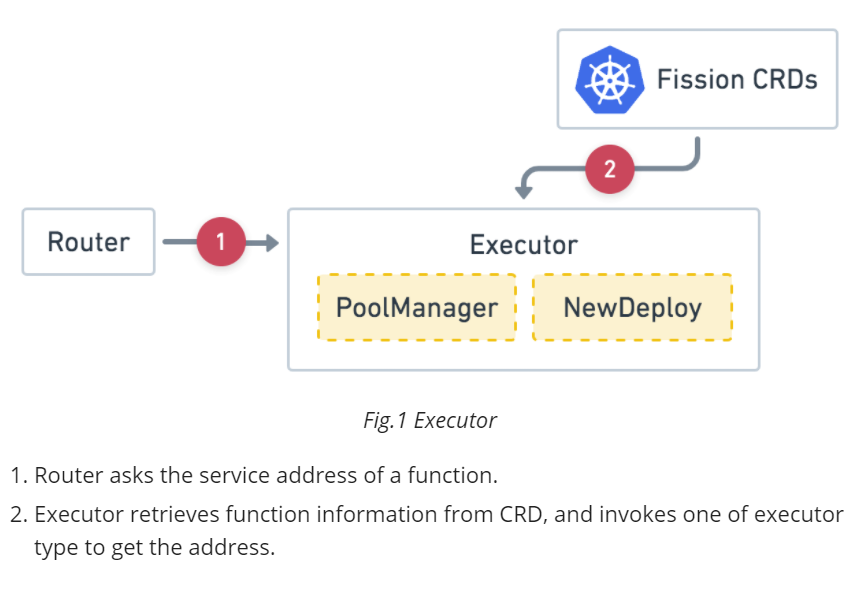 Fission CRDs
2
Router
1
Executor
PoolManager
NewDeploy
Fig.1 Executor
1. Router asks the service address of a function.
2. Executor retrieves function information from CRD, and invokes one of executor
type to get the address.